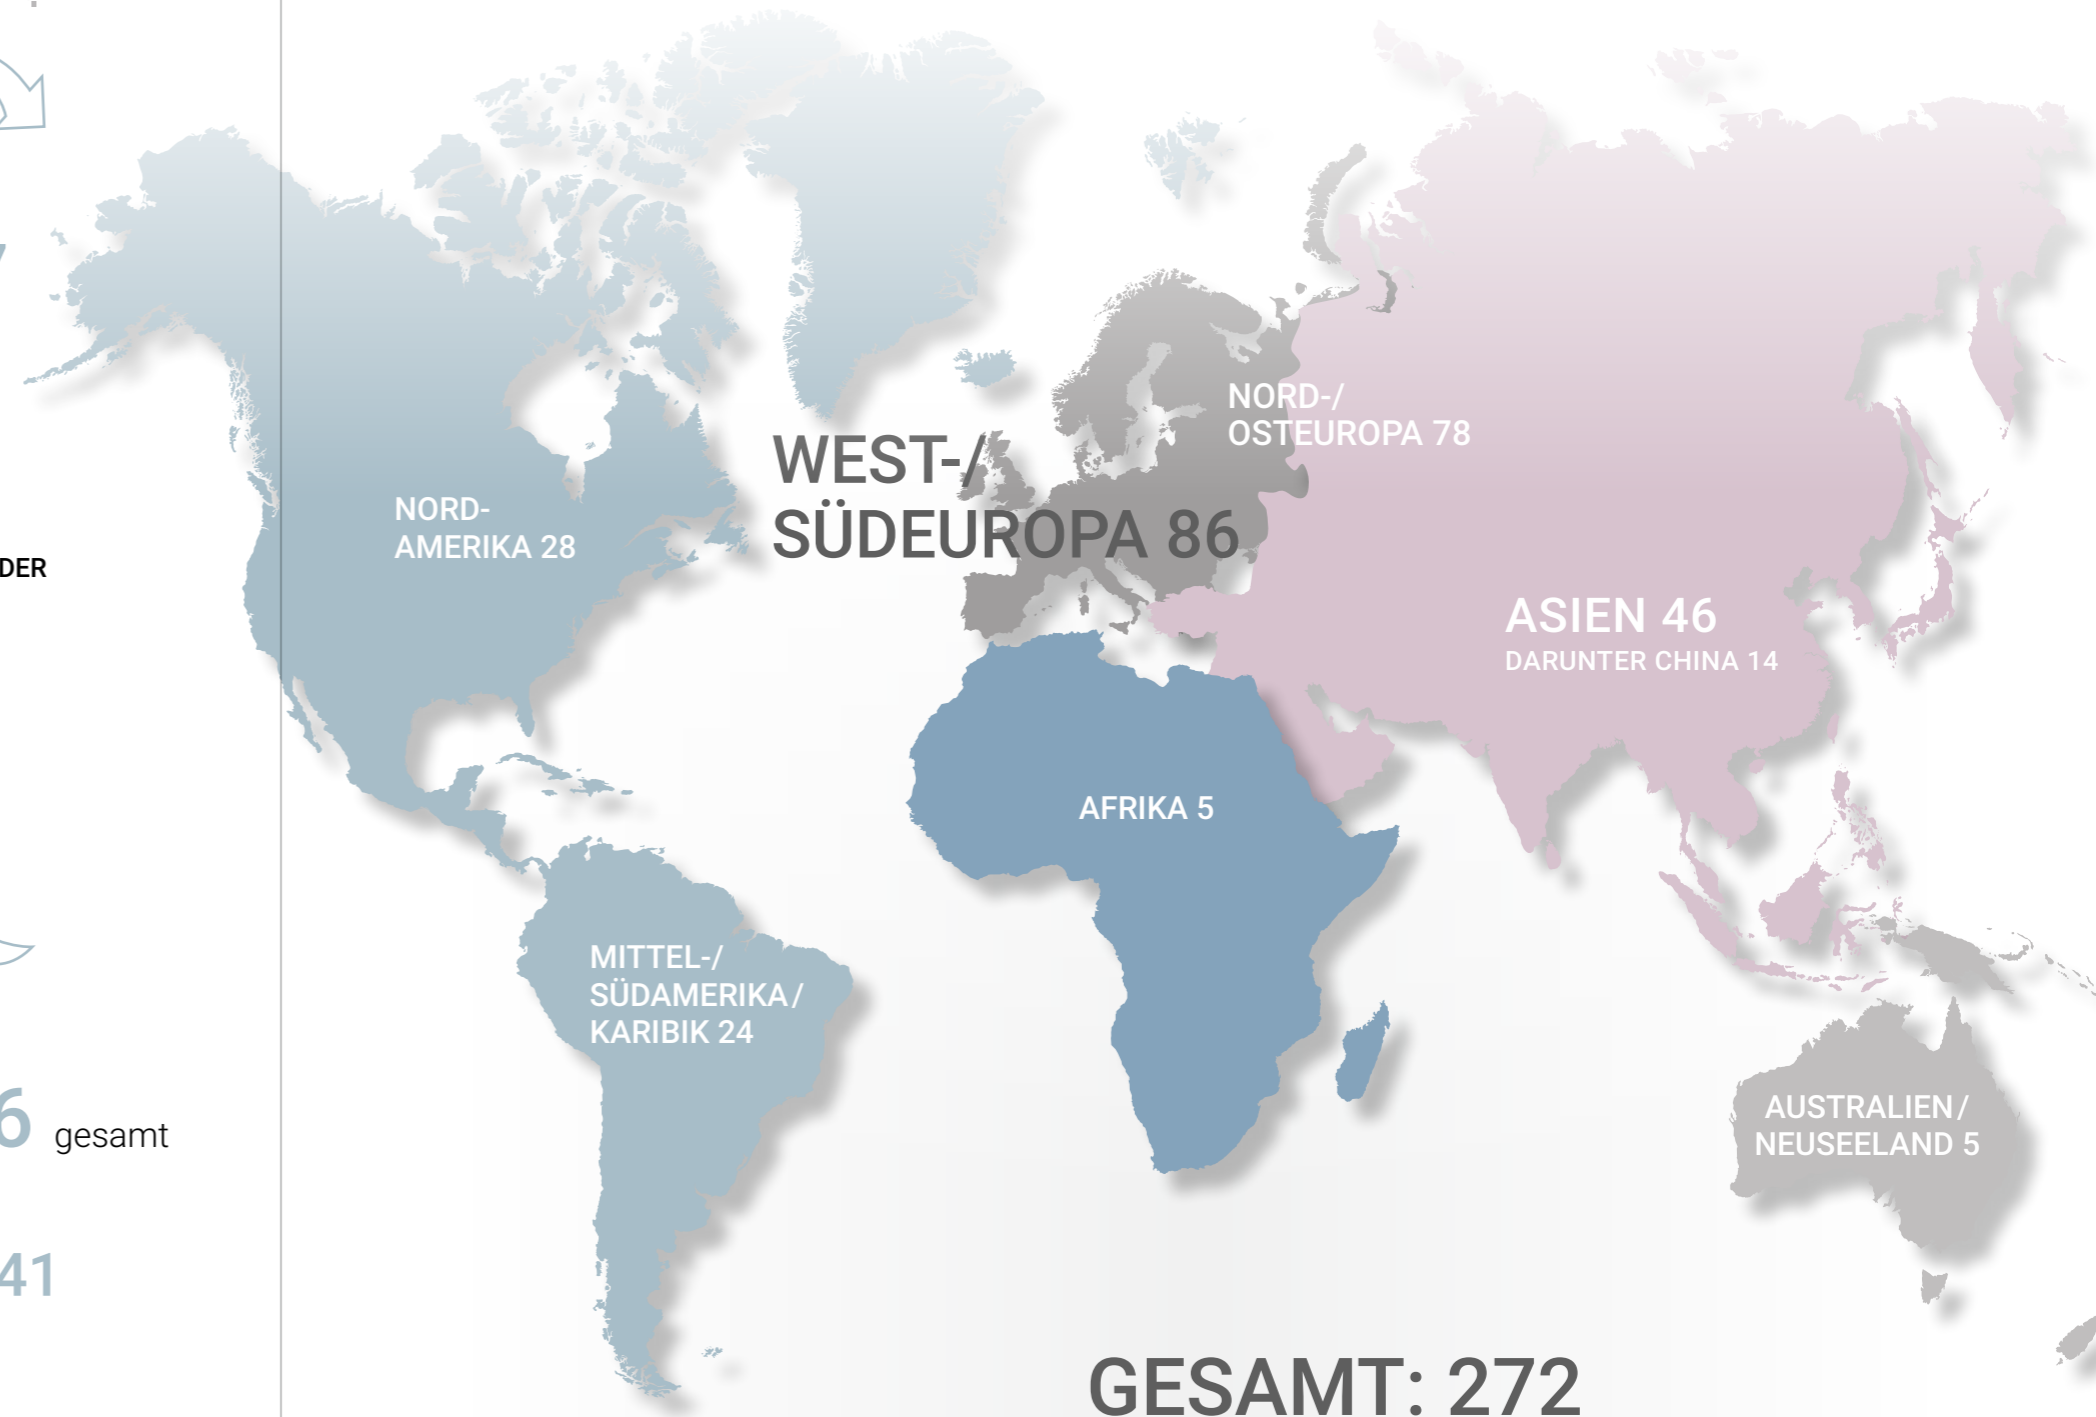 DER
6 gesamt
41
WEST-/
SÜDEUROPA 86
NORD-/
OSTEUROPA 78
NORD-
AMERIKA 28
ASIEN 46
DARUNTER CHINA 14
AFRIKA 5
MITTEL-/
SÜDAMERIKA/
KARIBIK 24
AUSTRALIEN/
NEUSEELAND 5
GESAMT: 272